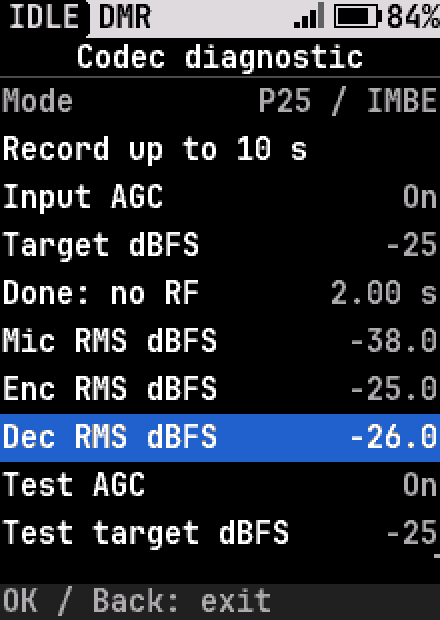 IDLE DMR 84%
Codec diagnostic
Mode P25 / IMBE
Record up to 10 s
Input AGC On
Target dBFS -25
Done: no RF 2.00 s
Mic RMS dBFS -38.0
Enc RMS dBFS -25.0
Dec RMS dBFS -26.0
Test AGC On
Test target dBFS -25
OK / Back: exit